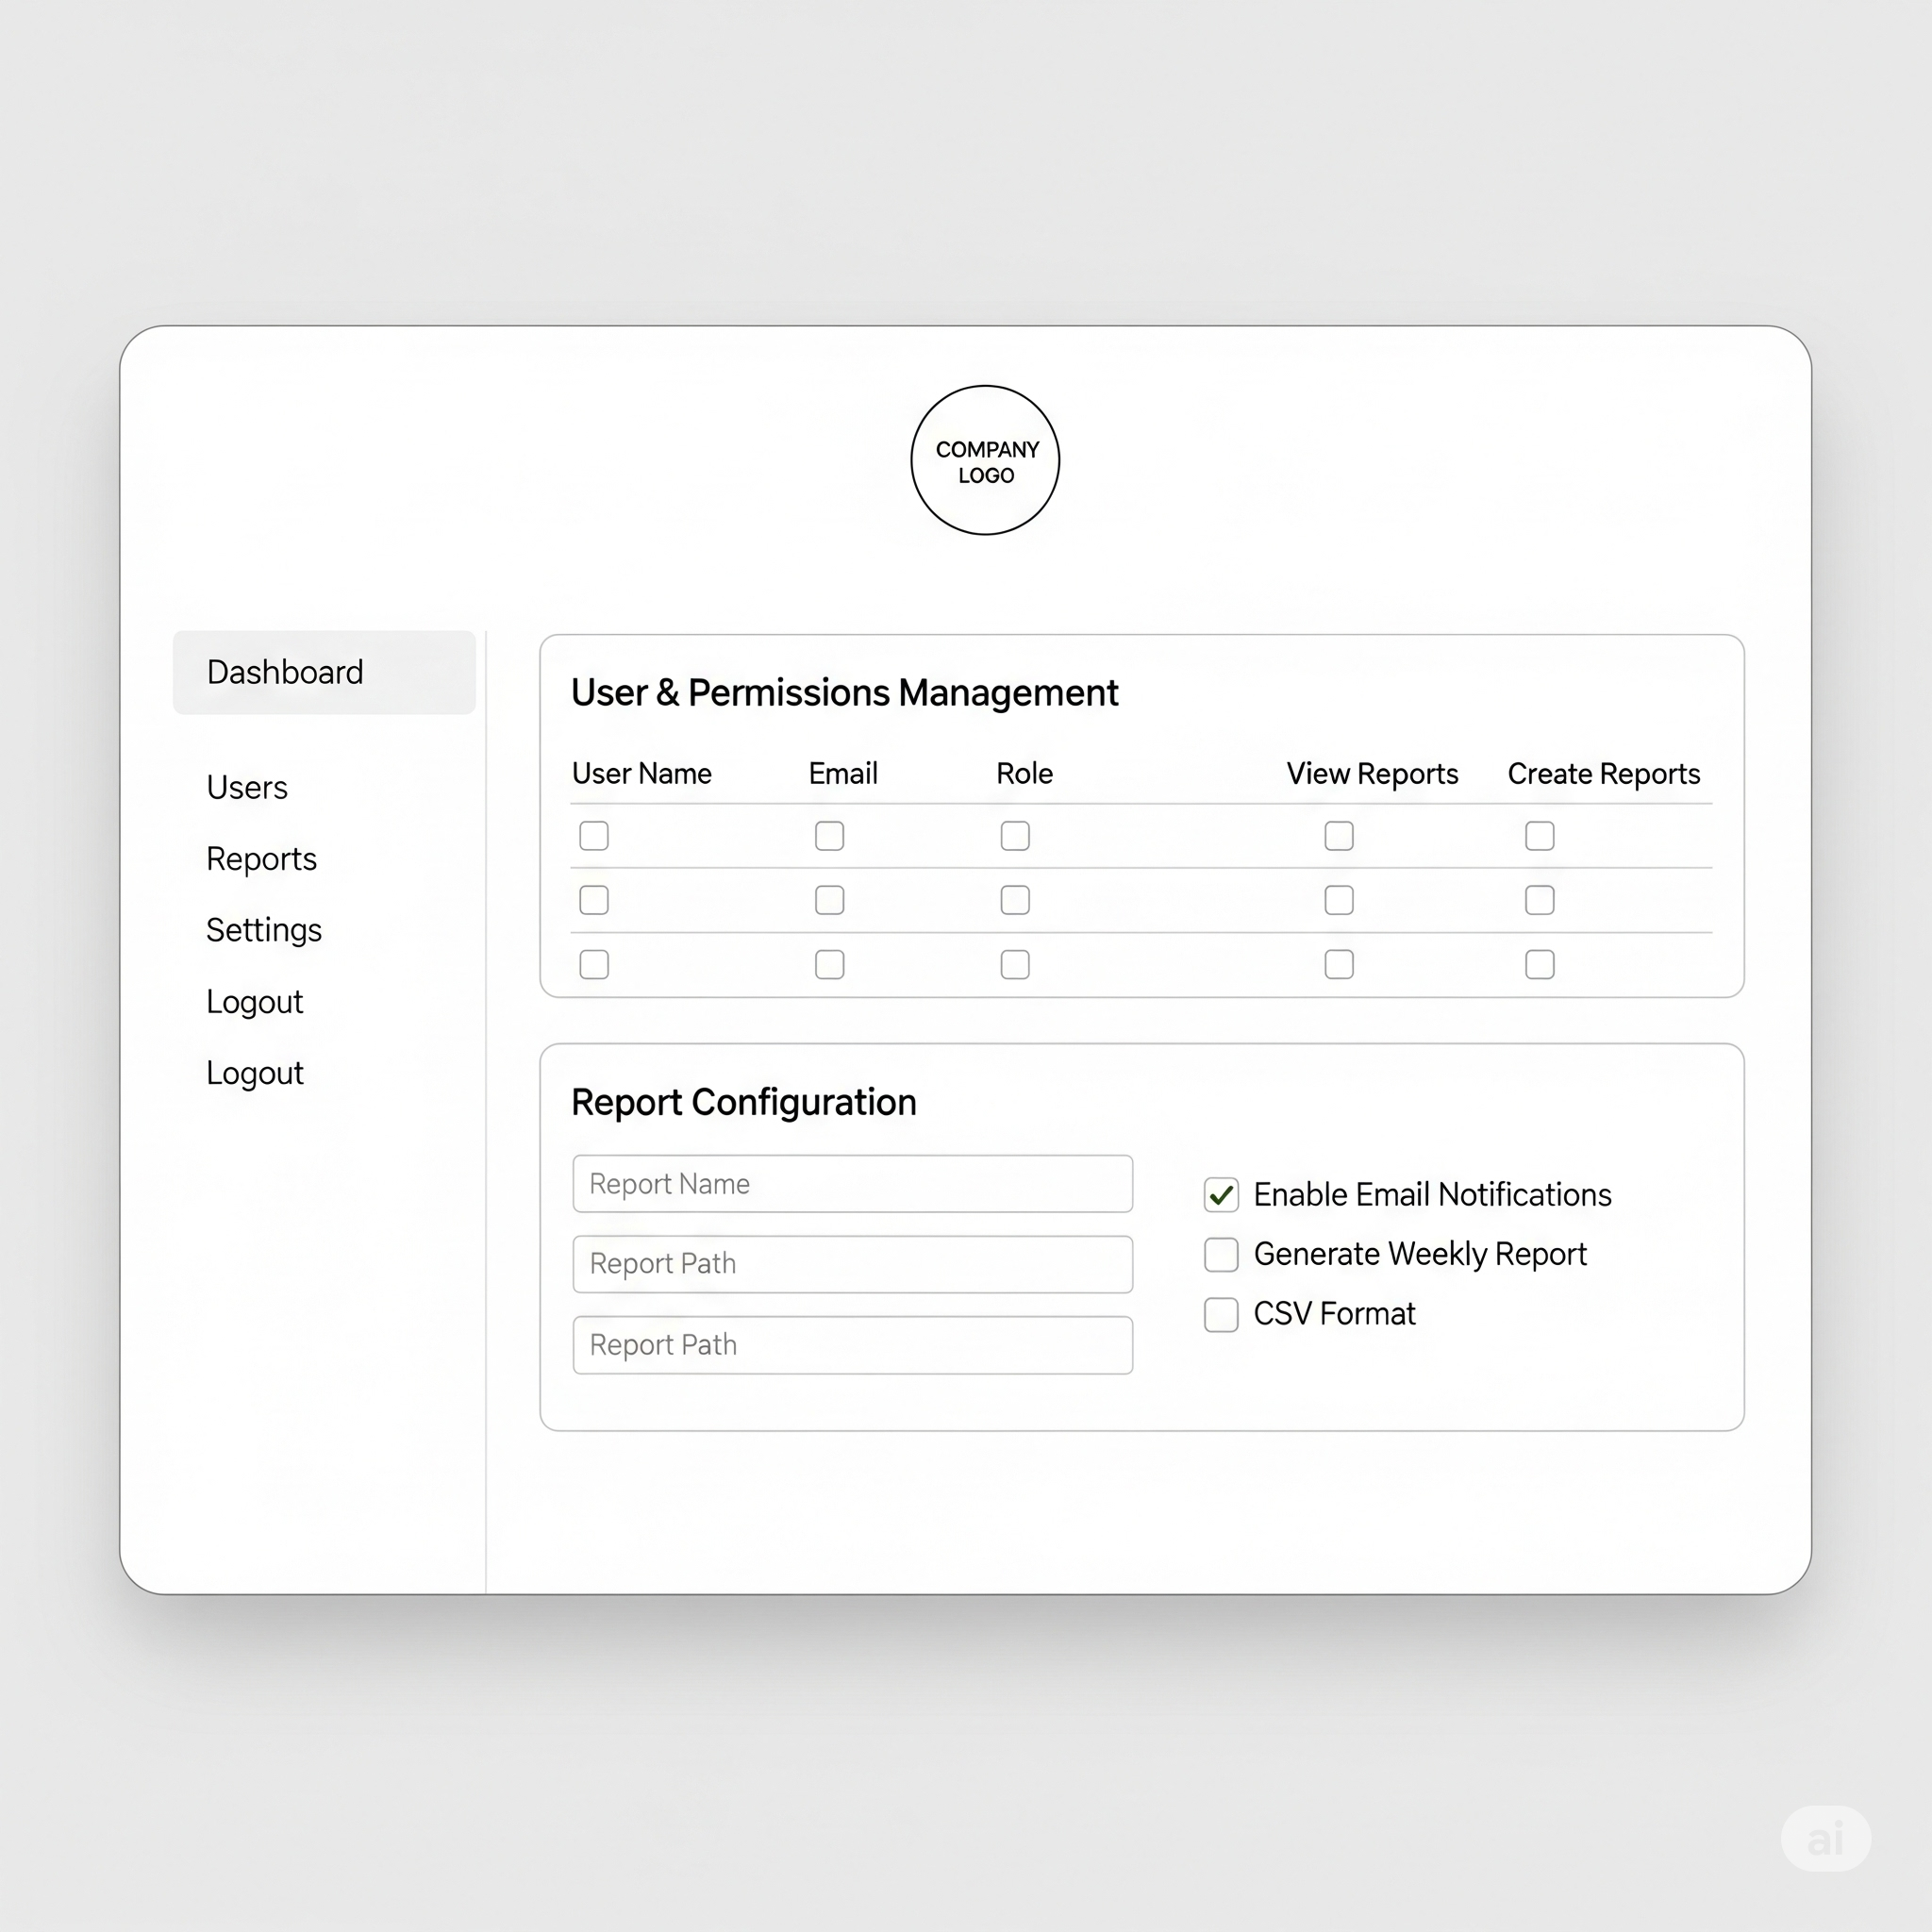 COMPANY
LOGO
Dashboard
Users
Reports
Settings
Logout
Logout
User & Permissions Management
User Name Email Role View Reports Create Reports
Report Configuration
Report Name
Report Path
Report Path
Enable Email Notifications
Generate Weekly Report
CSV Format
ai